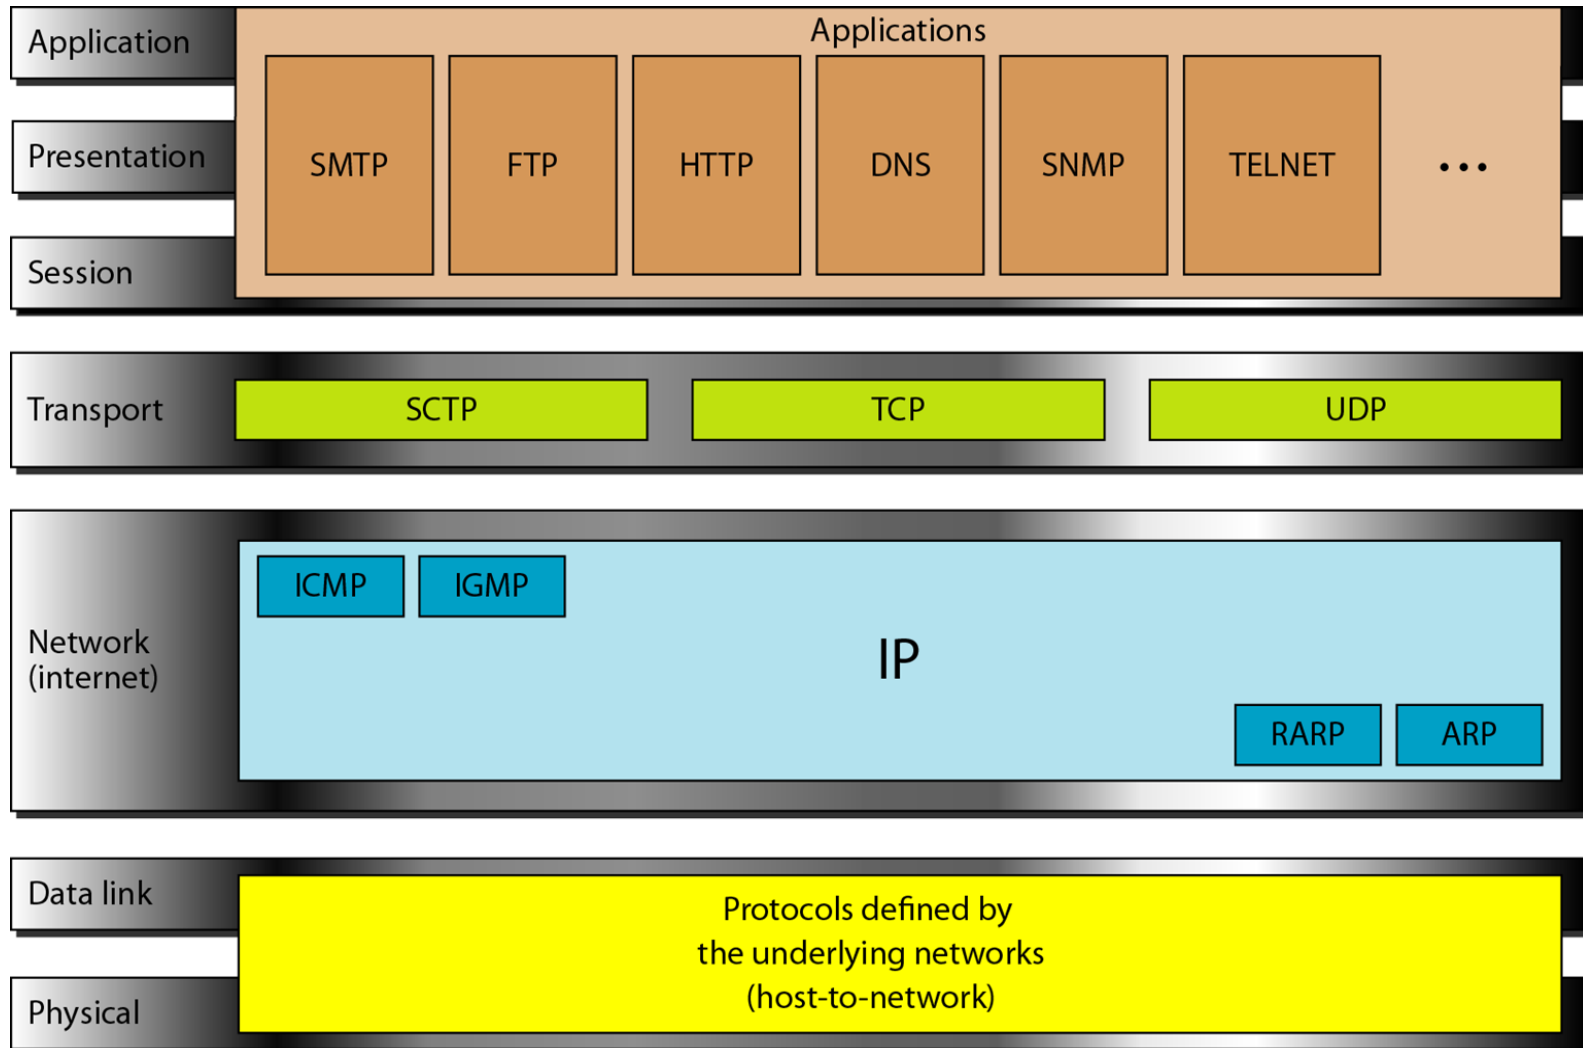 Application
Applications
Presentation
SMTP
FTP
HTTP
DNS
SNMP
TELNET
...
Session
Transport
SCTP
TCP
UDP
ICMP
IGMP
Network
(internet)
IP
RARP
ARP
Data link
Protocols defined by
the underlying networks
(host-to-network)
Physical